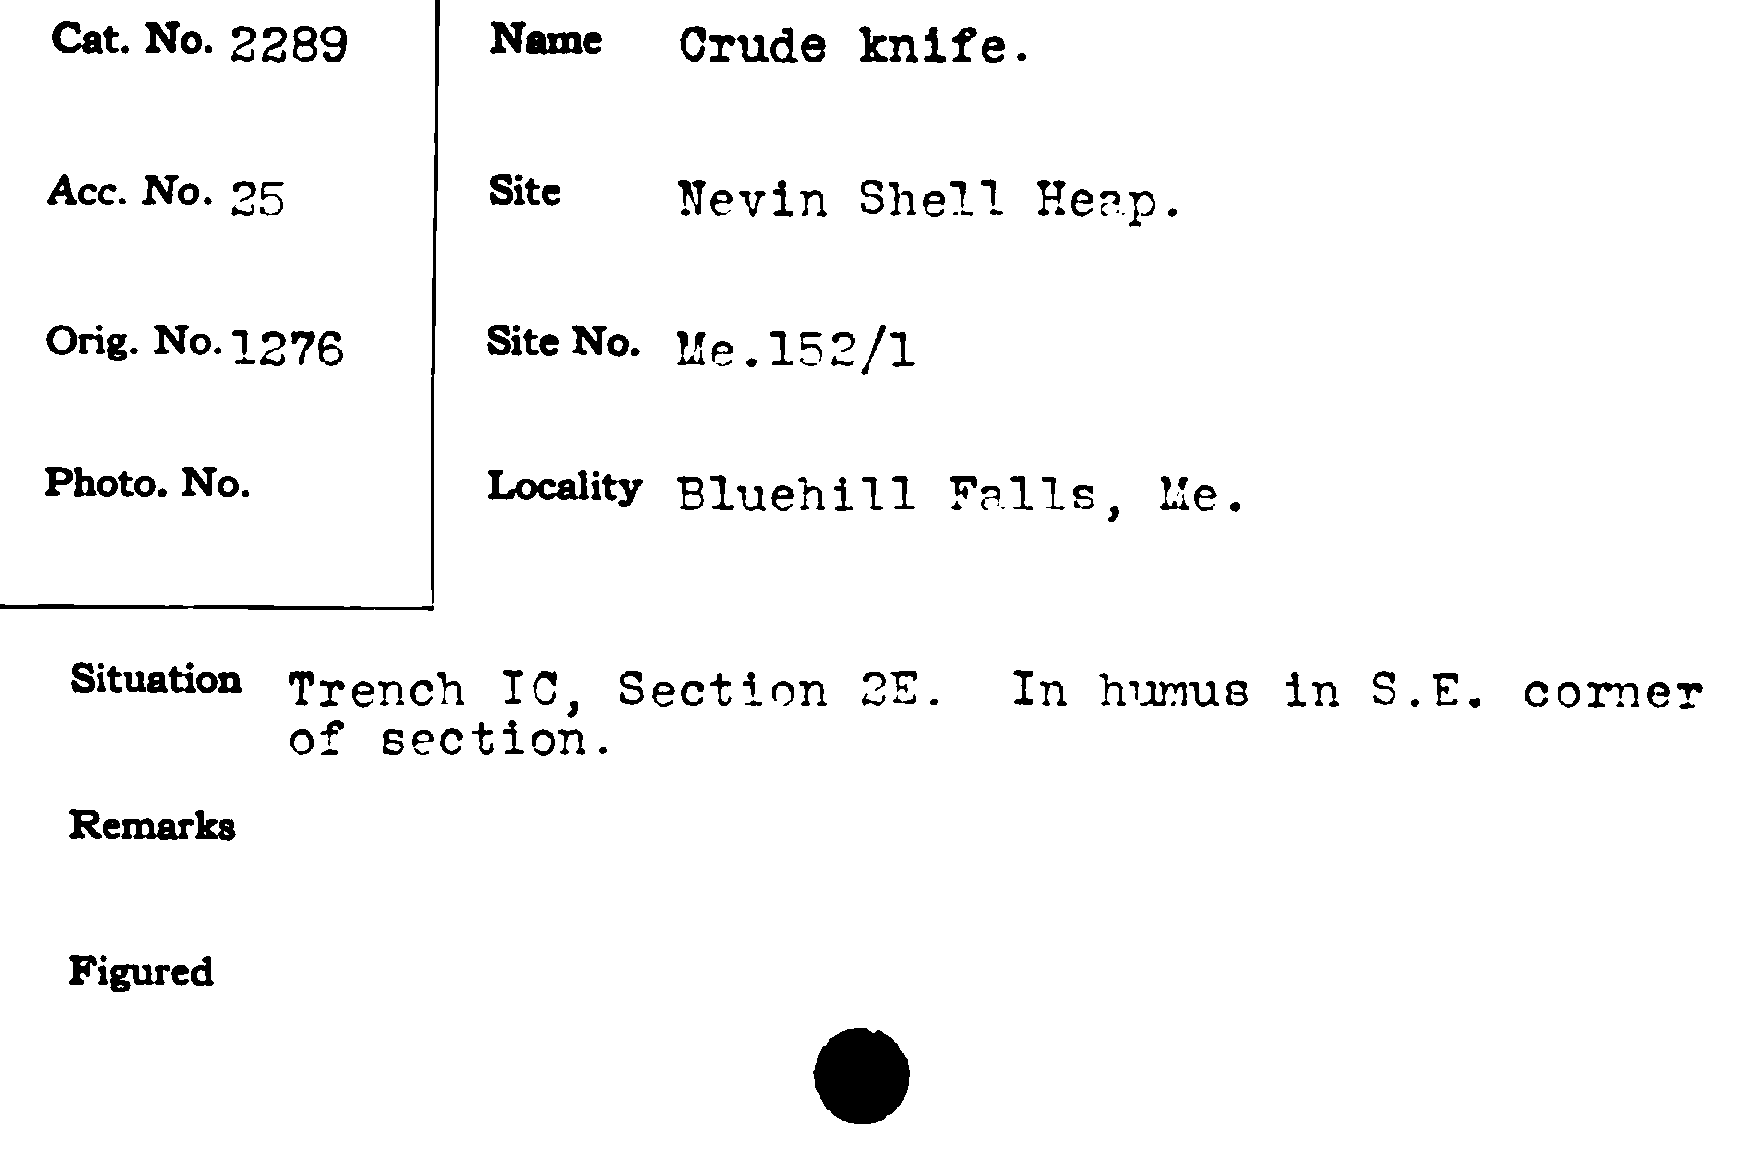 Cat. No. 2289
Acc. No. 25
Orig. No. 1276
Photo. No.
Name Crude knife.
Site Nevin Shell Heap.
Site No. Me.152/1
Locality Bluehill Falls, Me.
Situation Trench IC, Section 2E. In humus in S.E. corner
of section.
Remarks
Figured